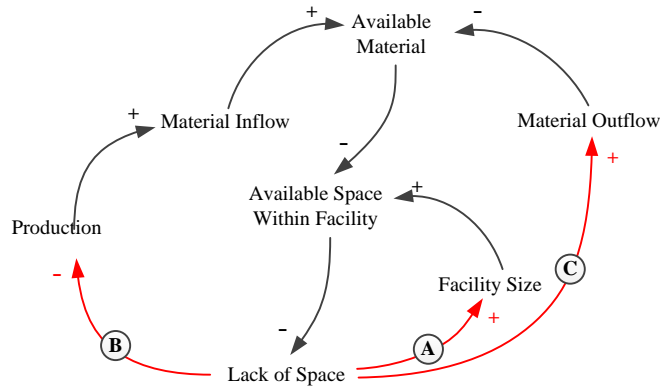 +
Available
Material
-
+
Material Inflow
Material Outflow
+
-
Available Space
Within Facility
+
Production
-
C
Facility Size
+
-
B
A
Lack of Space